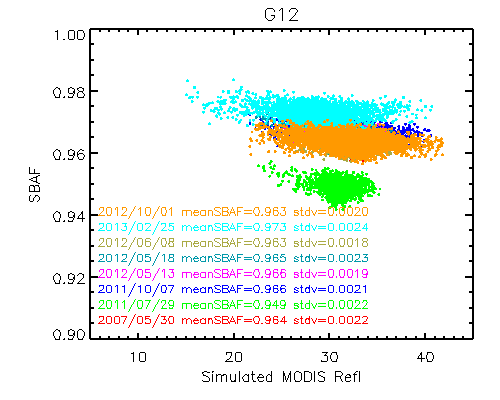 G12
1.00
0.98
0.96
SBAF
0.94
2012/10/01 meanSBAF=0.963 stdv=0.0020
2013/02/25 meanSBAF=0.973 stdv=0.0024
2012/06/08 meanSBAF=0.963 stdv=0.0018
2012/05/18 meanSBAF=0.965 stdv=0.0023
0.92
2012/05/13 meanSBAF=0.966 stdv=0.0019
2011/10/07 meanSBAF=0.966 stdv=0.0021
2011/07/29 meanSBAF=0.949 stdv=0.0022
2007/05/30 meanSBAF=0.964 stdv=0.0022
0.90
10 20 30 40
Simulated MODIS Refl